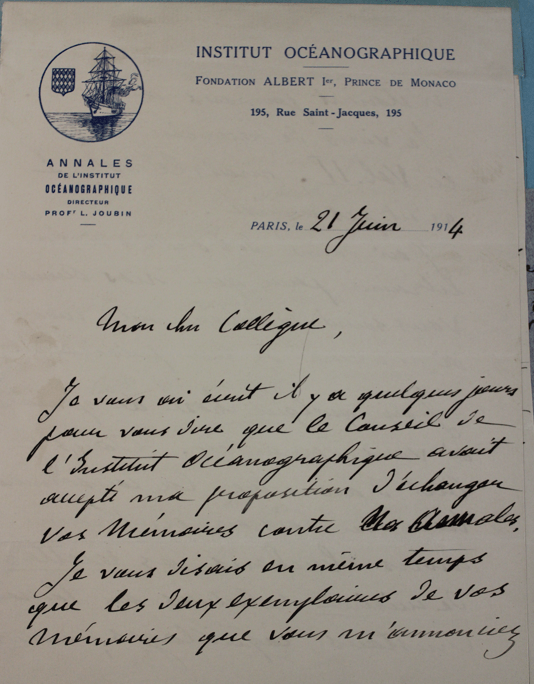 INSTITUT OCÉANOGRAPHIQUE
FONDATION ALBERT Ier, PRINCE DE MONACO
195, Rue Saint-Jacques, 195
ANNALES
DE L'INSTITUT
OCÉANOGRAPHIQUE
DIRECTEUR
PROFr L. JOUBIN
PARIS, le 21 Juin 1914
Mon cher Collègue,
Je vous ai écrit il y a quelques jours
pour vous dire que le Conseil de
l'Institut Océanographique avait
accepté ma proposition d'échanger
vos Mémoires contre les Annales.
Je vous disais en même temps
que les deux exemplaires de vos
Mémoires que vous m'annonciez